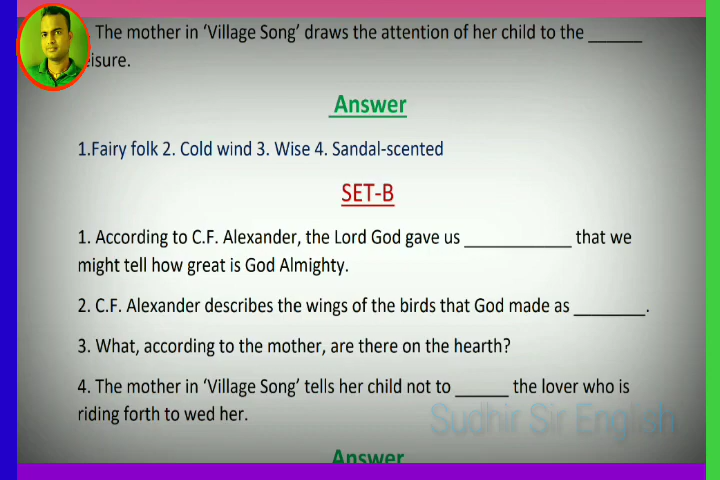 . The mother in ‘Village Song’ draws the attention of her child to the ______
eisure.
Answer
1.Fairy folk 2. Cold wind 3. Wise 4. Sandal-scented
SET-B
1. According to C.F. Alexander, the Lord God gave us ____________ that we
might tell how great is God Almighty.
2. C.F. Alexander describes the wings of the birds that God made as ________.
3. What, according to the mother, are there on the hearth?
4. The mother in ‘Village Song’ tells her child not to ______ the lover who is
riding forth to wed her.
Sudhir Sir English
Answer